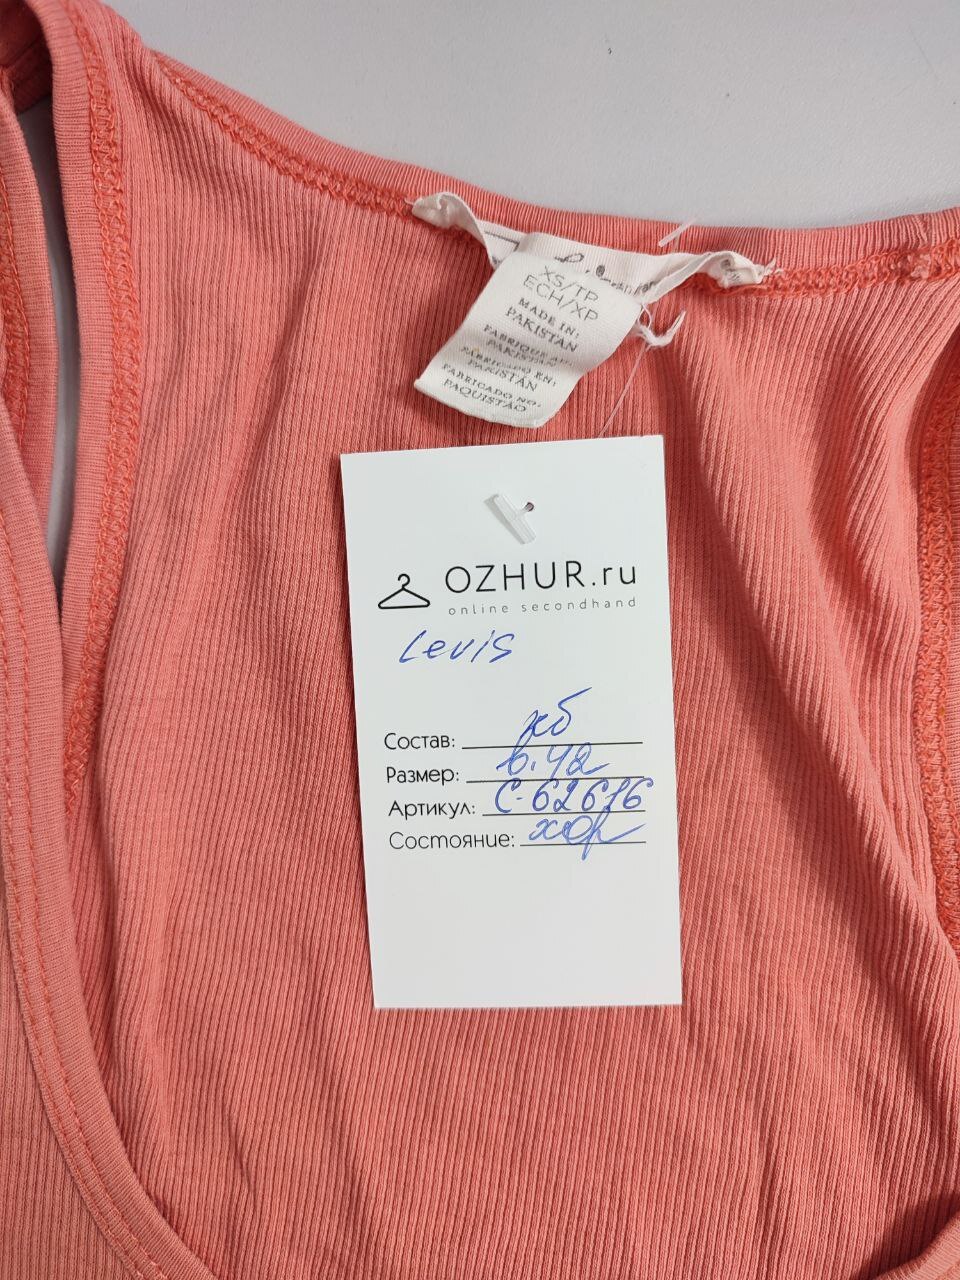 XS/TP
ECH/XP
MADE IN:
PAKISTAN
FABRIQUE AU:
PAKISTAN
FABRICADO EN:
PAKISTÁN
FABRICADO NO:
PAQUISTÃO
OZHUR.ru
online secondhand
Levis
Состав: хб
Размер: в.42
Артикул: С-62616
Состояние: хор